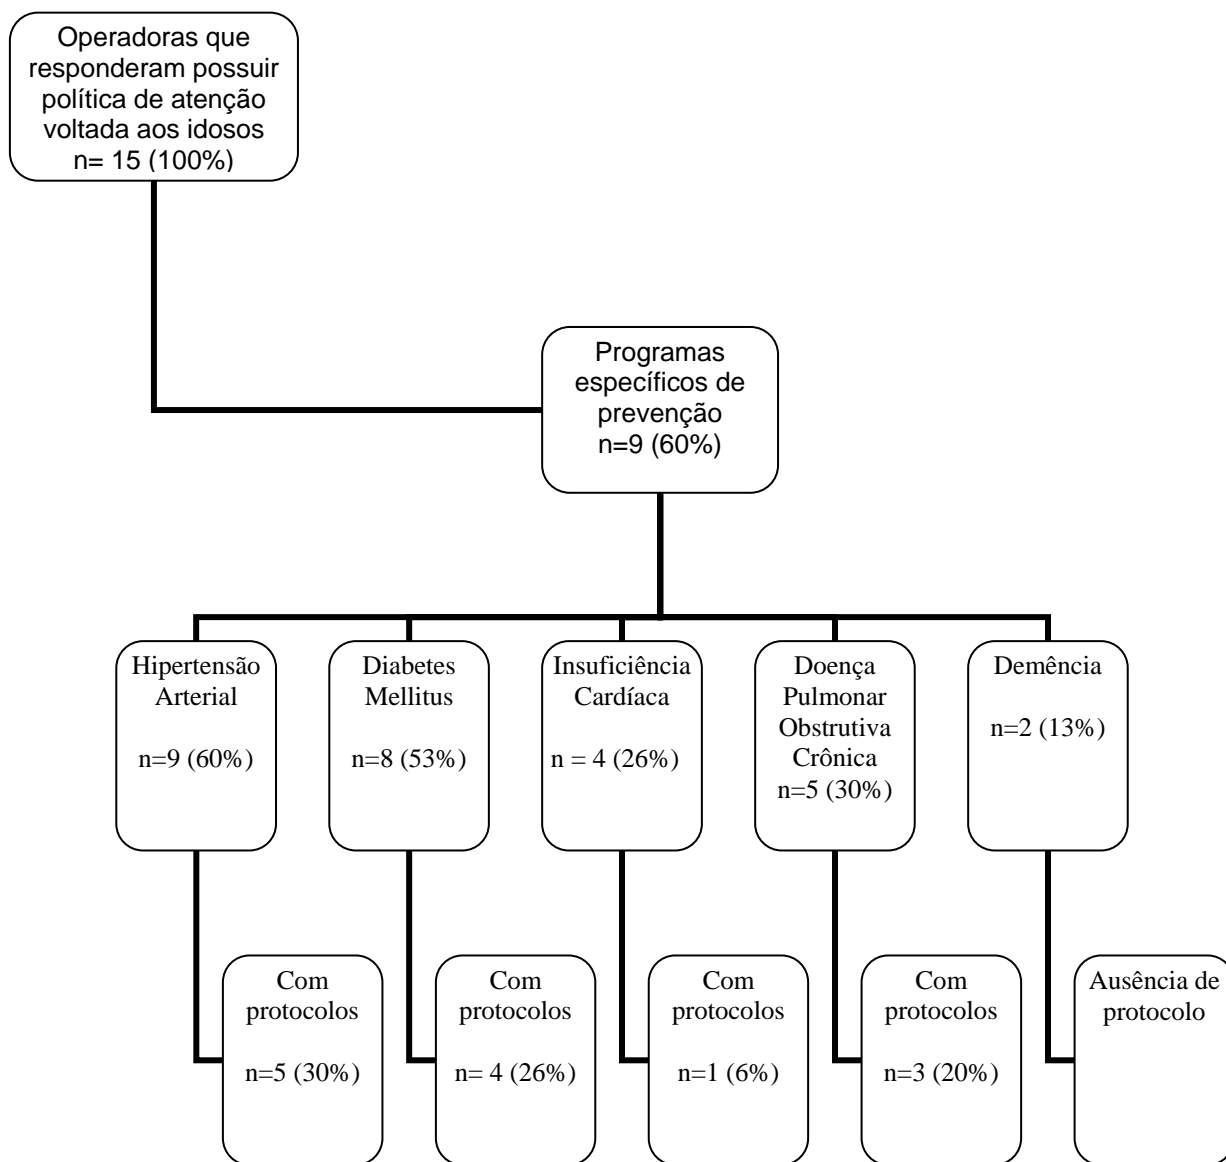 Operadoras que
responderam possuir
política de atenção
voltada aos idosos
n= 15 (100%)
Programas
específicos de
prevenção
n=9 (60%)
Hipertensão
Arterial
n=9 (60%)
Diabetes
Mellitus
n=8 (53%)
Insuficiência
Cardíaca
n = 4 (26%)
Doença
Pulmonar
Obstrutiva
Crônica
n=5 (30%)
Demência
n=2 (13%)
Com
protocolos
n=5 (30%)
Com
protocolos
n= 4 (26%)
Com
protocolos
n=1 (6%)
Com
protocolos
n=3 (20%)
Ausência de
protocolo